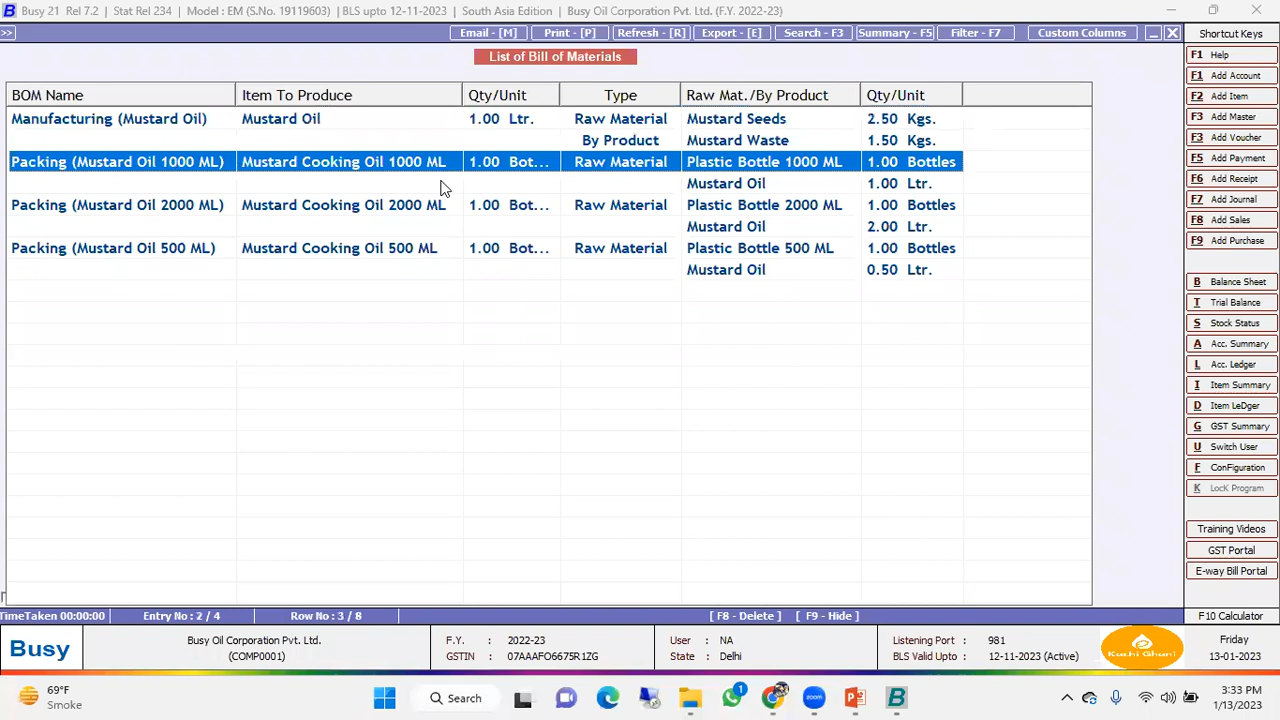 Busy 21 Rel 7.2 | Stat Rel 234 | Model : EM (S.No. 19119603) | BLS upto 12-11-2023 | South Asia Edition | Busy Oil Corporation Pvt. Ltd. (F.Y. 2022-23)
>> Email - [M] Print - [P] Refresh - [R] Export - [E] Search - F3 Summary - F5 Filter - F7 Custom Columns
List of Bill of Materials
BOM Name Item To Produce Qty/Unit Type Raw Mat./By Product Qty/Unit
Manufacturing (Mustard Oil) Mustard Oil 1.00 Ltr. Raw Material Mustard Seeds 2.50 Kgs.
By Product Mustard Waste 1.50 Kgs.
Packing (Mustard Oil 1000 ML) Mustard Cooking Oil 1000 ML 1.00 Bot... Raw Material Plastic Bottle 1000 ML 1.00 Bottles
Mustard Oil 1.00 Ltr.
Packing (Mustard Oil 2000 ML) Mustard Cooking Oil 2000 ML 1.00 Bot... Raw Material Plastic Bottle 2000 ML 1.00 Bottles
Mustard Oil 2.00 Ltr.
Packing (Mustard Oil 500 ML) Mustard Cooking Oil 500 ML 1.00 Bot... Raw Material Plastic Bottle 500 ML 1.00 Bottles
Mustard Oil 0.50 Ltr.
Shortcut Keys
F1 Help
F1 Add Account
F2 Add Item
F3 Add Master
F3 Add Voucher
F5 Add Payment
F6 Add Receipt
F7 Add Journal
F8 Add Sales
F9 Add Purchase
B Balance Sheet
T Trial Balance
S Stock Status
A Acc. Summary
L Acc. Ledger
I Item Summary
D Item LeDger
G GST Summary
U Switch User
F ConFiguration
K LocK Program
Training Videos
GST Portal
E-way Bill Portal
F10 Calculator
TimeTaken 00:00:00 Entry No : 2 / 4 Row No : 3 / 8 [ F8 - Delete ] [ F9 - Hide ]
Busy
Busy Oil Corporation Pvt. Ltd.
(COMP0001)
F.Y. : 2022-23
GSTIN : 07AAAFO6675R1ZG
User : NA
State : Delhi
Listening Port : 981
BLS Valid Upto : 12-11-2023 (Active)
Kachi Ghani
Friday
13-01-2023
69°F
Smoke
Search
1
3:33 PM
1/13/2023